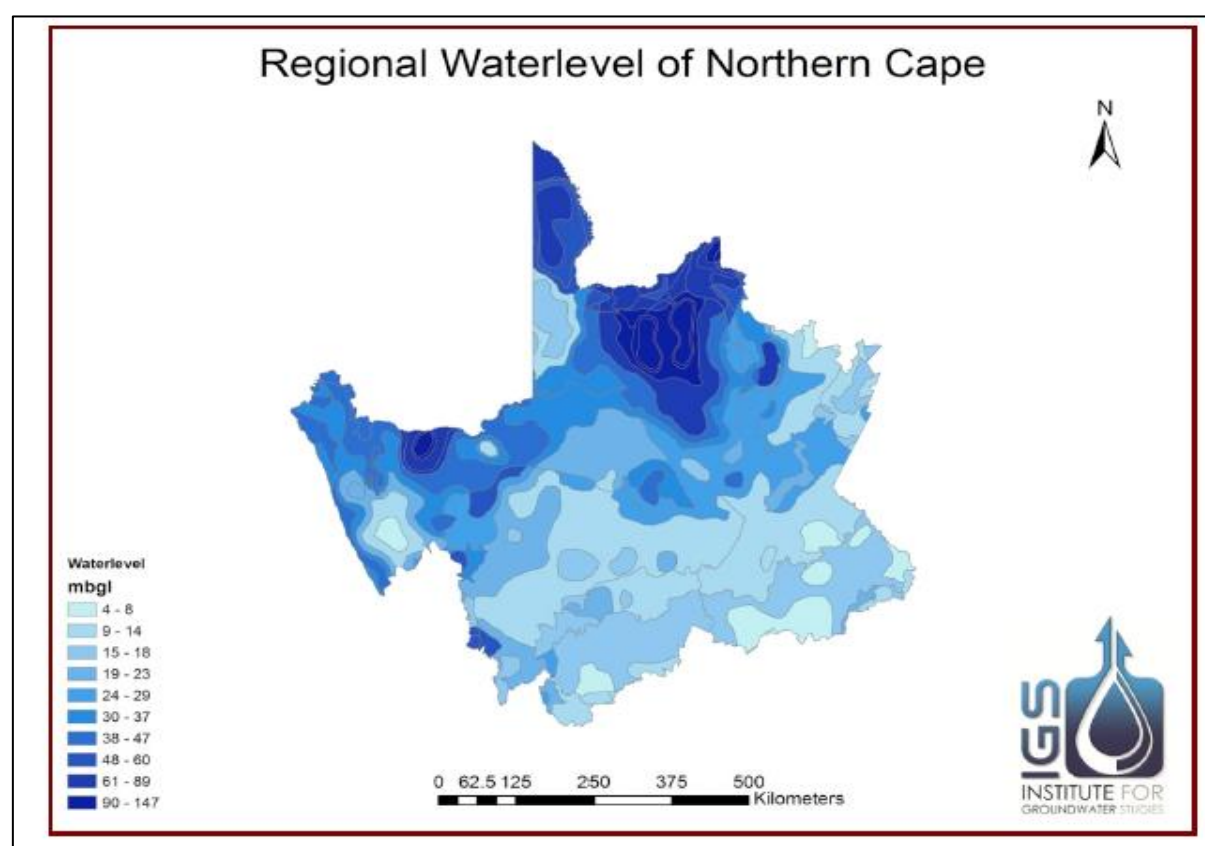 Regional Waterlevel of Northern Cape
N
Waterlevel
mbgl
4 - 8
9 - 14
15 - 18
19 - 23
24 - 29
30 - 37
38 - 47
48 - 60
61 - 89
90 - 147
0 62.5 125 250 375 500
Kilometers
IGS
INSTITUTE FOR
GROUNDWATER STUDIES